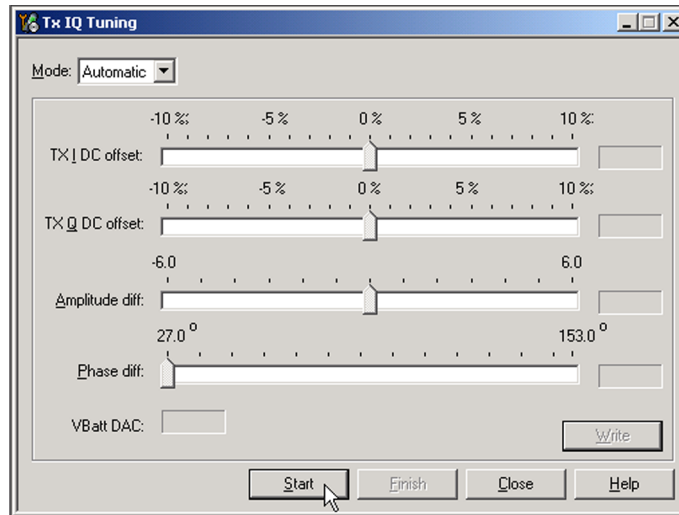 Tx IQ Tuning
Mode: Automatic
-10 %: -5 % 0 % 5 % 10 %:
TX I DC offset:
-10 %: -5 % 0 % 5 % 10 %:
TX Q DC offset:
-6.0 6.0
Amplitude diff:
27.0 o 153.0 o
Phase diff:
VBatt DAC:
Write
Start Finish Close Help